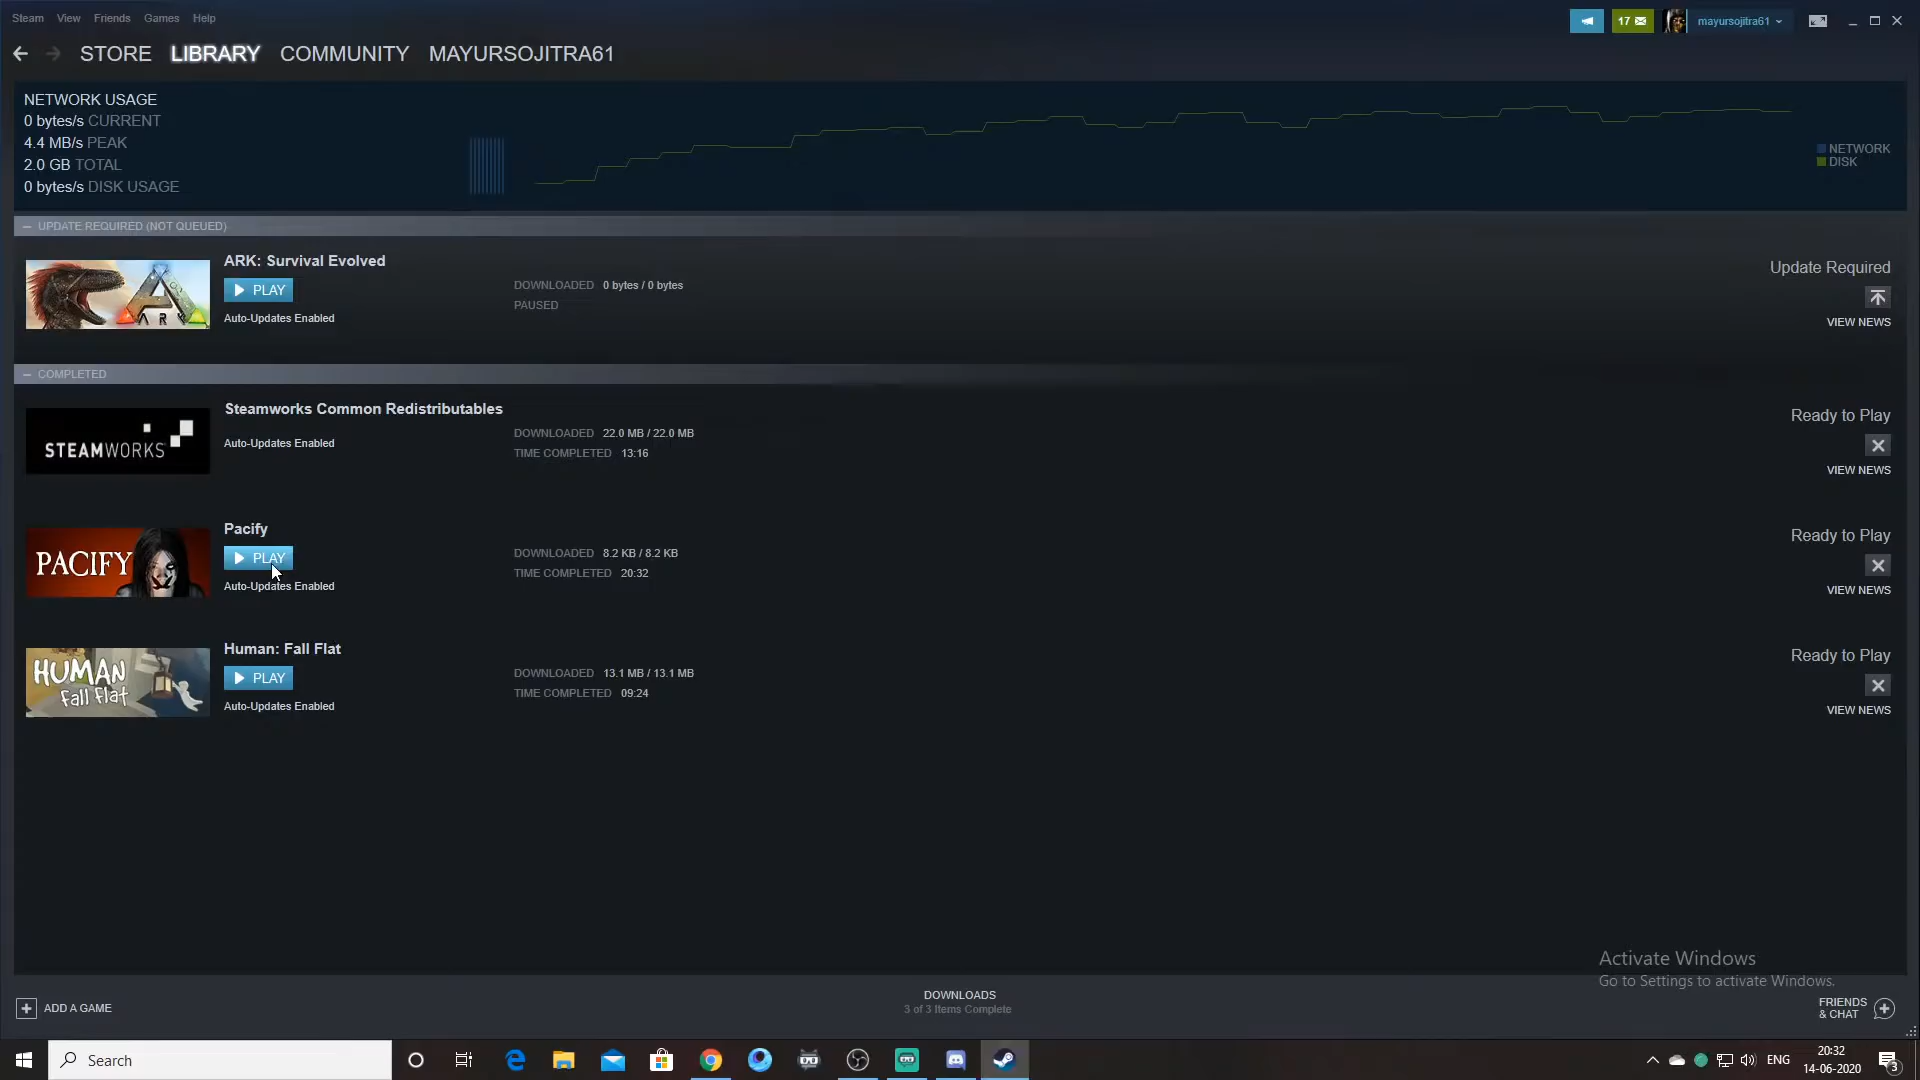 Steam View Friends Games Help
17 mayursojitra61
STORE LIBRARY COMMUNITY MAYURSOJITRA61
NETWORK USAGE
0 bytes/s CURRENT
4.4 MB/s PEAK
2.0 GB TOTAL
0 bytes/s DISK USAGE
NETWORK
DISK
UPDATE REQUIRED (NOT QUEUED)
ARK
ARK: Survival Evolved
PLAY
Auto-Updates Enabled
DOWNLOADED 0 bytes / 0 bytes
PAUSED
Update Required
VIEW NEWS
COMPLETED
STEAMWORKS
Steamworks Common Redistributables
Auto-Updates Enabled
DOWNLOADED 22.0 MB / 22.0 MB
TIME COMPLETED 13:16
Ready to Play
VIEW NEWS
PACIFY
Pacify
PLAY
Auto-Updates Enabled
DOWNLOADED 8.2 KB / 8.2 KB
TIME COMPLETED 20:32
Ready to Play
VIEW NEWS
HUMAN
fall flat
Human: Fall Flat
PLAY
Auto-Updates Enabled
DOWNLOADED 13.1 MB / 13.1 MB
TIME COMPLETED 09:24
Ready to Play
VIEW NEWS
Activate Windows
Go to Settings to activate Windows.
ADD A GAME
DOWNLOADS
3 of 3 Items Complete
FRIENDS
& CHAT
Search
ENG
20:32
14-06-2020
3